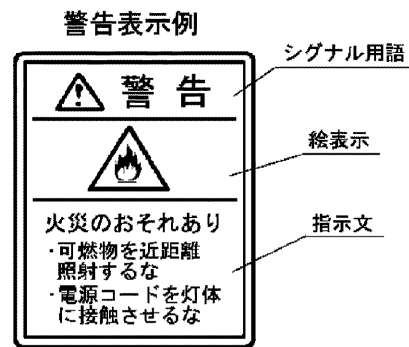 警告表示例
シグナル用語
警告
絵表示
火災のおそれあり
指示文
・可燃物を近距離
照射するな
・電源コードを灯体
に接触させるな